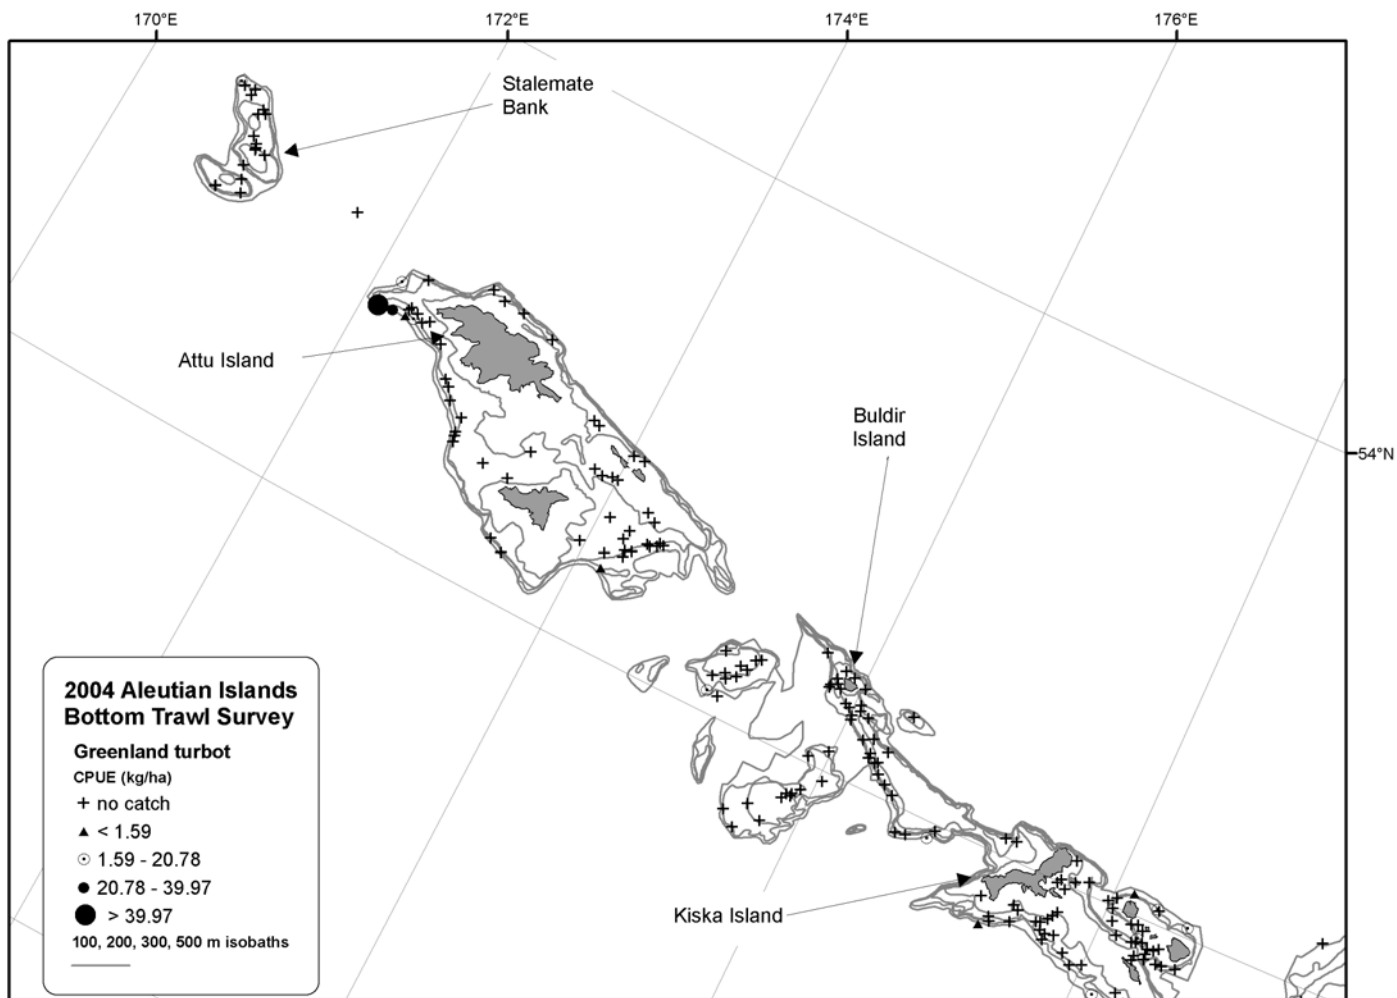 170°E
172°E
174°E
176°E
Stalemate
Bank
Attu Island
Buldir
Island
54°N
2004 Aleutian Islands
Bottom Trawl Survey
Greenland turbot
CPUE (kg/ha)
no catch
< 1.59
1.59 - 20.78
20.78 - 39.97
> 39.97
100, 200, 300, 500 m isobaths
Kiska Island